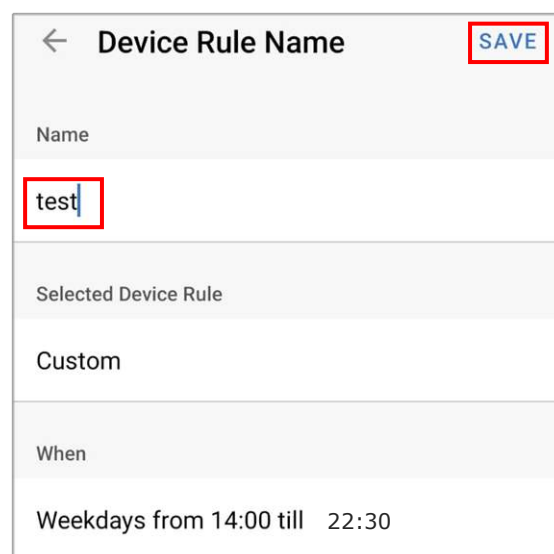 Device Rule Name SAVE
Name
test
Selected Device Rule
Custom
When
Weekdays from 14:00 till 22:30